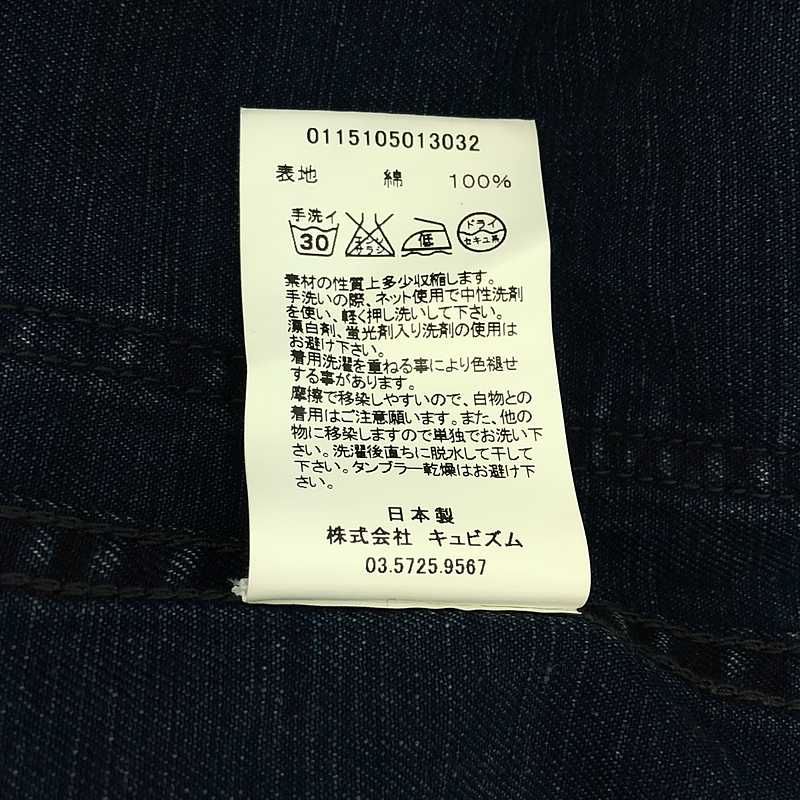 0115105013032
表地 綿 100%
手洗イ
30
エンソ
サラシ
低
ドライ
セキユ系
素材の性質上多少収縮します。
手洗いの際、ネット使用で中性洗剤
を使い、軽く押し洗いして下さい。
漂白剤、蛍光剤入り洗剤の使用は
お避け下さい。
着用洗濯を重ねる事により色褪せ
する事があります。
摩擦で移染しやすいので、白物との
着用はご注意願います。また、他の
物に移染しますので単独でお洗い下
さい。洗濯後直ちに脱水して干して
下さい。タンブラー乾燥はお避け下
さい。
日本製
株式会社 キュビズム
03.5725.9567